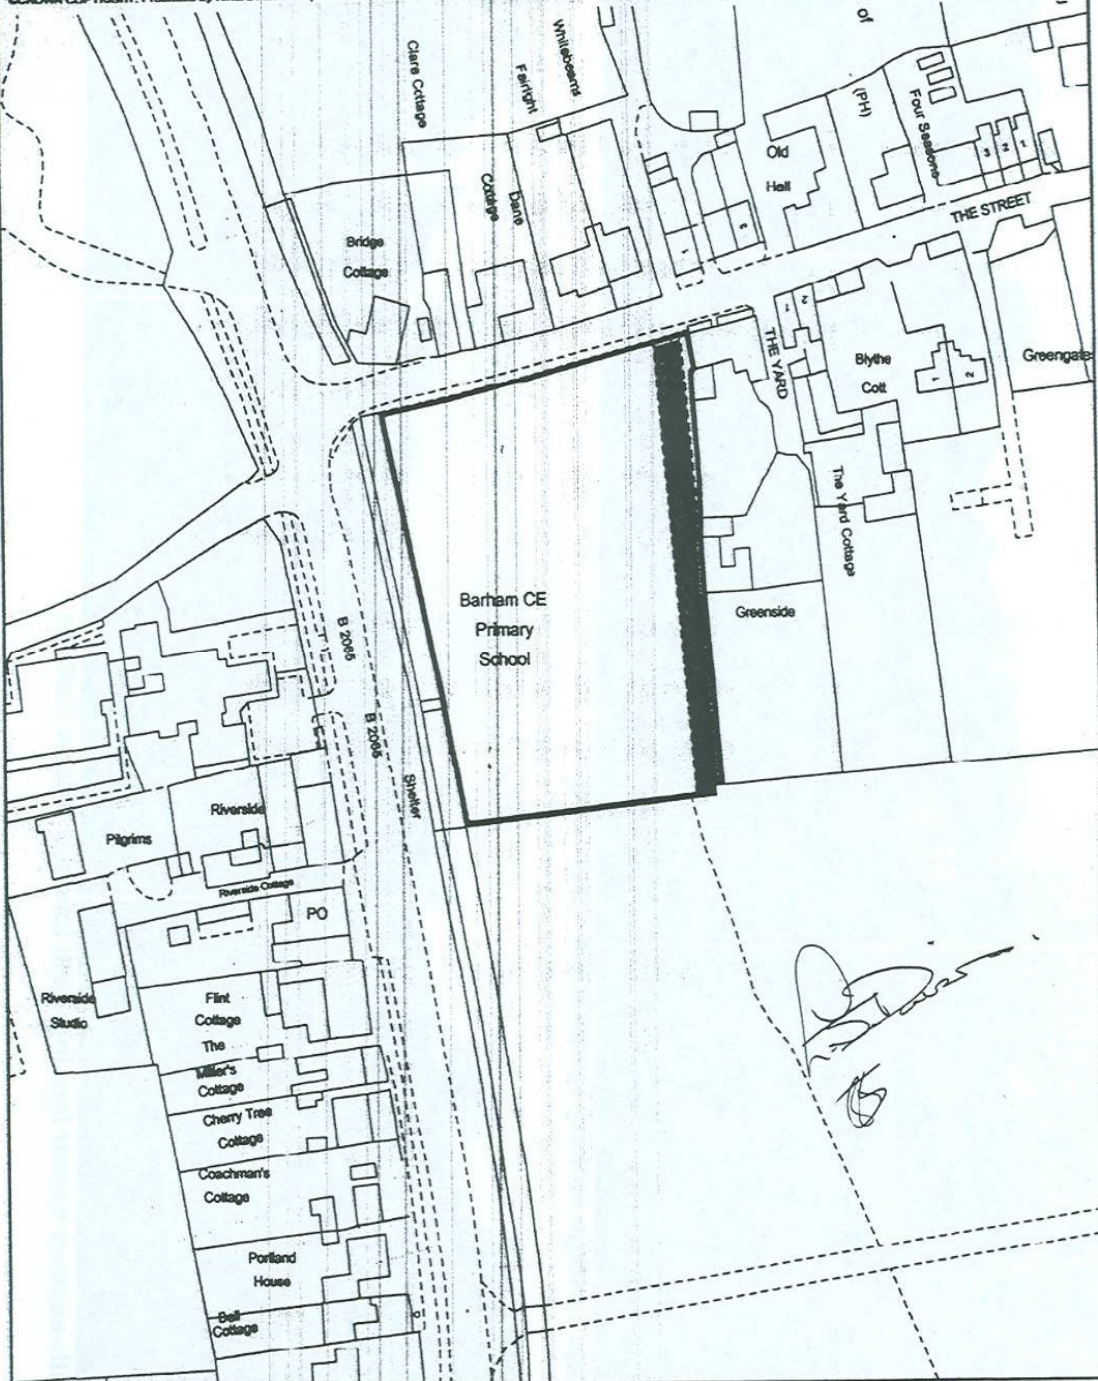 of
Whitebeams
Clare Cottage
Fairlight
(PH)
Four Seasons
1
2
3
Old
Hall
THE STREET
Dane
Cottage
2
1
Bridge
Cottage
2
1
THE YARD
Blythe
Cott
1
2
Greengate
The Yard Cottage
Barham CE
Primary
School
Greenside
B 2065
B 2065
Shelter
Riverside
Pilgrims
Riverside Cottage
PO
Riverside
Studio
Flint
Cottage
The
Miller's
Cottage
Cherry Tree
Cottage
Coachman's
Cottage
Portland
House
Bell
Cottage